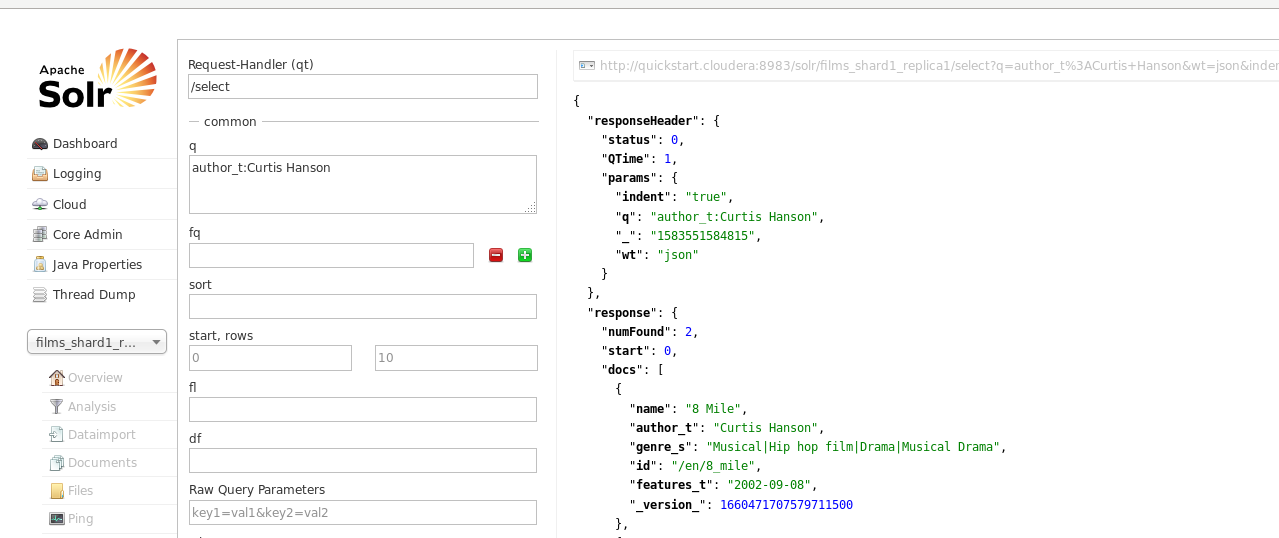 Apache
Solr
Dashboard
Logging
Cloud
Core Admin
Java Properties
Thread Dump
films_shard1_r...
Overview
Analysis
Dataimport
Documents
Files
Ping
Request-Handler (qt)
/select
common
q
author_t:Curtis Hanson
fq
sort
start, rows
0 10
fl
df
Raw Query Parameters
key1=val1&key2=val2
http://quickstart.cloudera:8983/solr/films_shard1_replica1/select?q=author_t%3ACurtis+Hanson&wt=json&inden
{
"responseHeader": {
"status": 0,
"QTime": 1,
"params": {
"indent": "true",
"q": "author_t:Curtis Hanson",
"_": "1583551584815",
"wt": "json"
}
},
"response": {
"numFound": 2,
"start": 0,
"docs": [
{
"name": "8 Mile",
"author_t": "Curtis Hanson",
"genre_s": "Musical|Hip hop film|Drama|Musical Drama",
"id": "/en/8_mile",
"features_t": "2002-09-08",
"_version_": 1660471707579711500
},